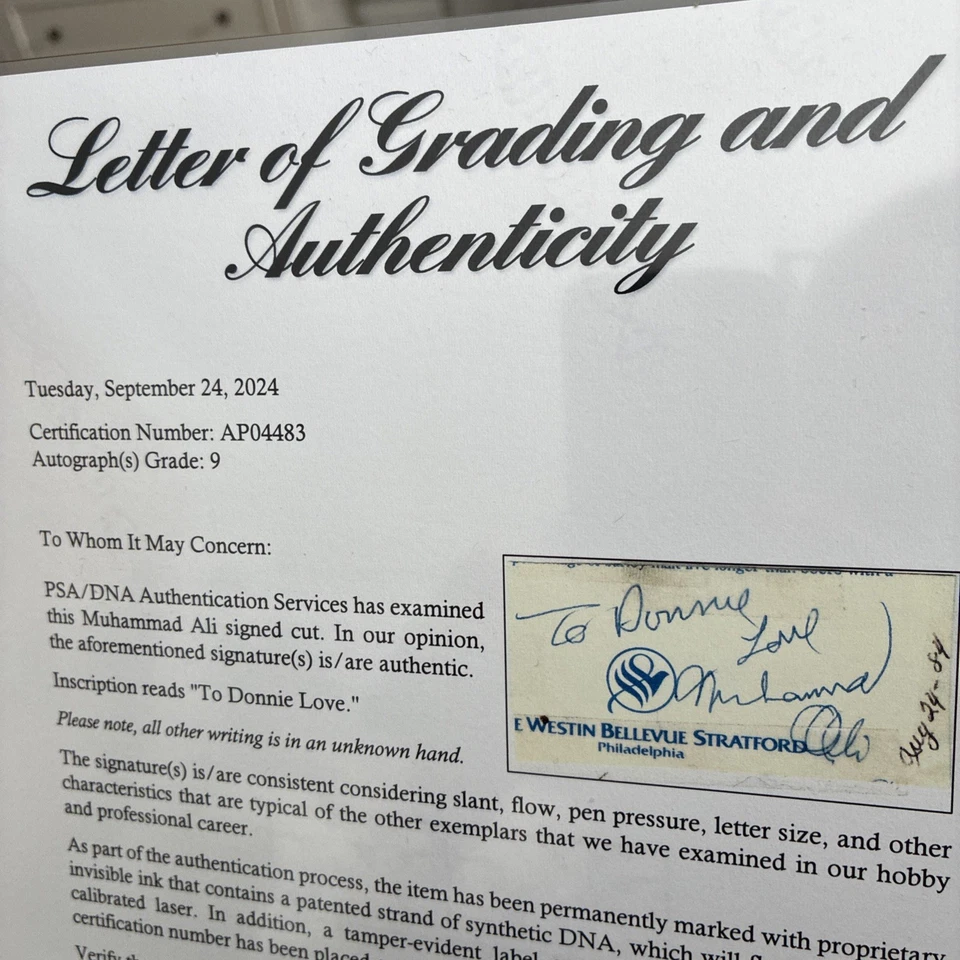 Letter of Grading and
Authenticity
Tuesday, September 24, 2024
Certification Number: AP04483
Autograph(s) Grade: 9
To Whom It May Concern:
PSA/DNA Authentication Services has examined
this Muhammad Ali signed cut. In our opinion,
the aforementioned signature(s) is/are authentic.
Inscription reads "To Donnie Love."
Please note, all other writing is in an unknown hand.
To Donnie
Love
Muhammad
Ali
E WESTIN BELLEVUE STRATFORD
Philadelphia
Aug 24-84
The signature(s) is/are consistent considering slant, flow, pen pressure, letter size, and other
characteristics that are typical of the other exemplars that we have examined in our hobby
and professional career.
As part of the authentication process, the item has been permanently marked with proprietary
invisible ink that contains a patented strand of synthetic DNA, which will
calibrated laser. In addition, a tamper-evident label
certification number has been placed